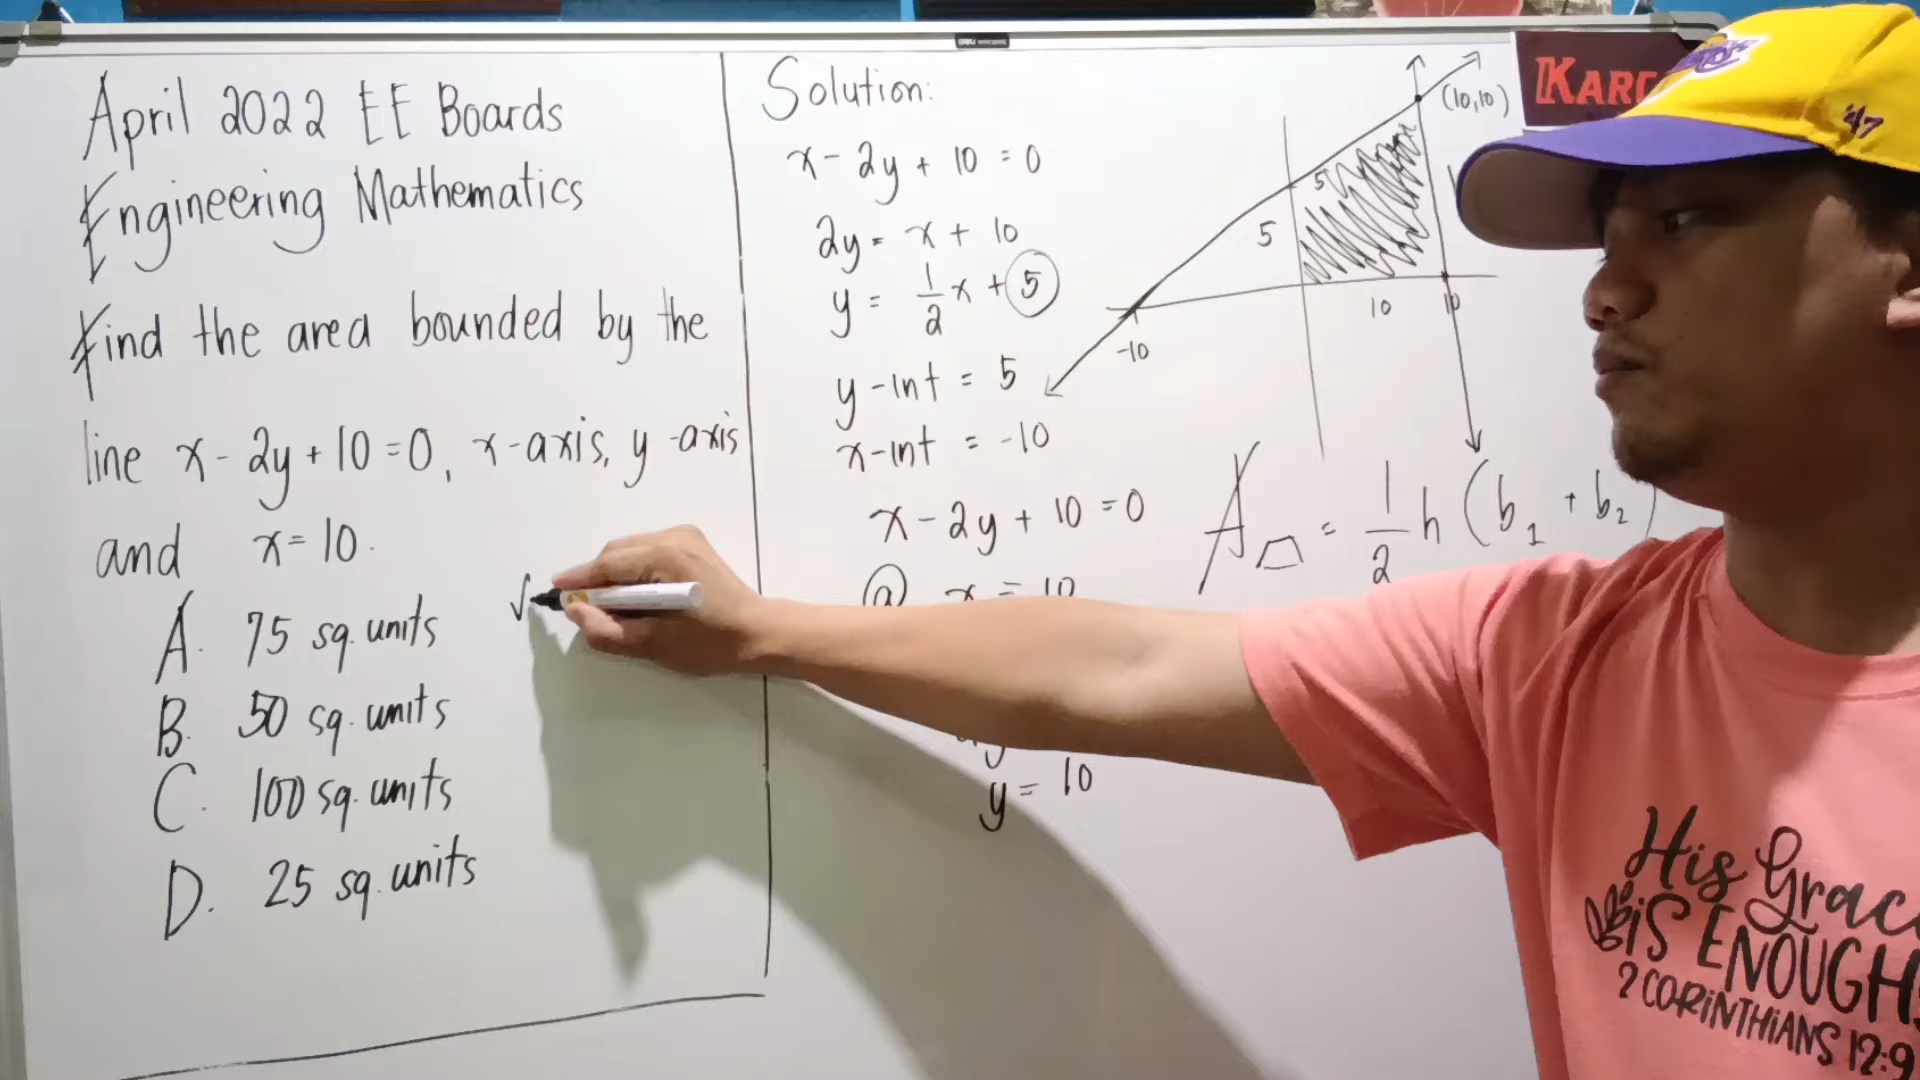 April 2022 EE Boards
Engineering Mathematics
Find the area bounded by the
line x - 2y + 10 = 0, x-axis, y-axis
and x = 10.
A. 75 sq. units
B. 50 sq. units
C. 100 sq. units
D. 25 sq. units
Solution:
x - 2y + 10 = 0
2y = x + 10
y = 1/2 x + 5
y-int = 5
x-int = -10
x - 2y + 10 = 0
@ x = 10
y = 10
(10,10)
5
5
10
10
-10
A = 1/2 h (b1 + b2)
'47
His Grace
is ENOUGH
2 CORINTHIANS 12:9